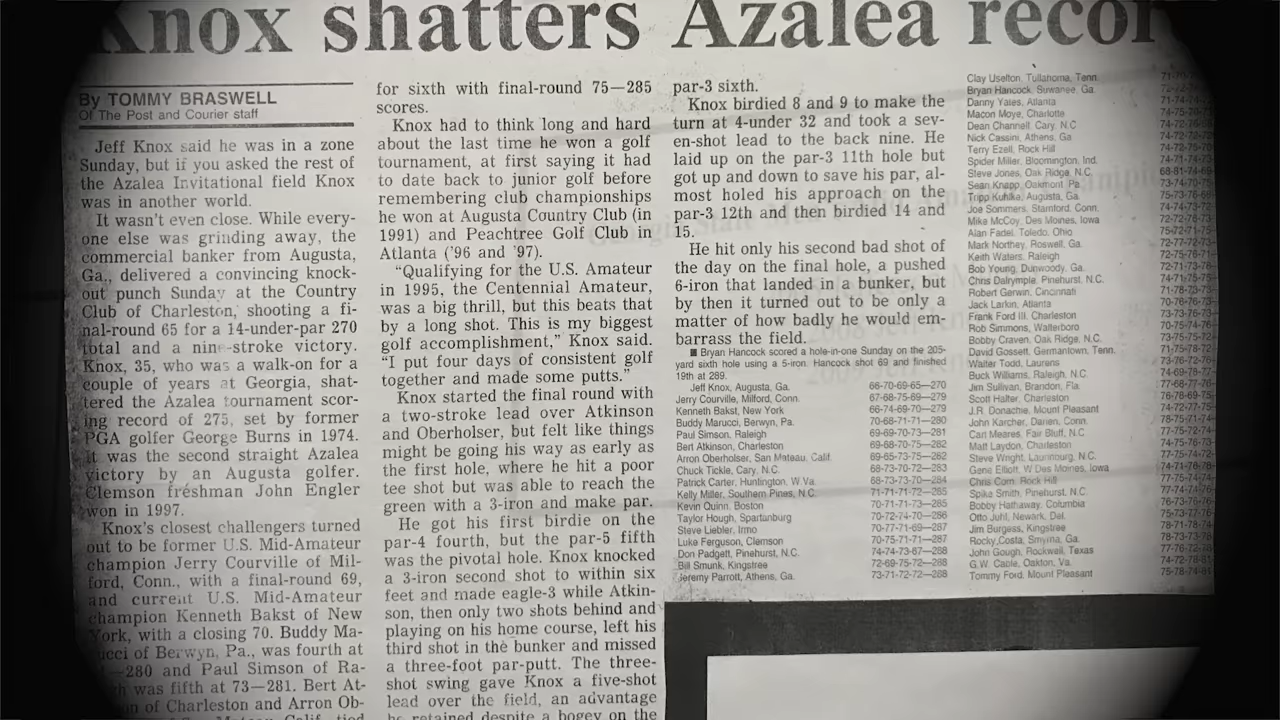 Knox shatters Azalea recor
By TOMMY BRASWELL
Of The Post and Courier staff
Jeff Knox said he was in a zone
Sunday, but if you asked the rest of
the Azalea Invitational field Knox
was in another world.
It wasn't even close. While every-
one else was grinding away, the
commercial banker from Augusta,
Ga., delivered a convincing knock-
out punch Sunday at the Country
Club of Charleston, shooting a fi-
nal-round 65 for a 14-under-par 270
total and a nine-stroke victory.
Knox, 35, who was a walk-on for a
couple of years at Georgia, shat-
tered the Azalea tournament scor-
ing record of 275, set by former
PGA golfer George Burns in 1974.
It was the second straight Azalea
victory by an Augusta golfer.
Clemson freshman John Engler
won in 1997.
Knox's closest challengers turned
out to be former U.S. Mid-Amateur
champion Jerry Courville of Mil-
ford, Conn., with a final-round 69,
and current U.S. Mid-Amateur
champion Kenneth Bakst of New
York, with a closing 70. Buddy Ma-
ucci of Berwyn, Pa., was fourth at
—280 and Paul Simson of Ra-
was fifth at 73—281. Bert At-
of Charleston and Arron Ob-
for sixth with final-round 75—285
scores.
Knox had to think long and hard
about the last time he won a golf
tournament, at first saying it had
to date back to junior golf before
remembering club championships
he won at Augusta Country Club (in
1991) and Peachtree Golf Club in
Atlanta ('96 and '97).
"Qualifying for the U.S. Amateur
in 1995, the Centennial Amateur,
was a big thrill, but this beats that
by a long shot. This is my biggest
golf accomplishment," Knox said.
"I put four days of consistent golf
together and made some putts."
Knox started the final round with
a two-stroke lead over Atkinson
and Oberholser, but felt like things
might be going his way as early as
the first hole, where he hit a poor
tee shot but was able to reach the
green with a 3-iron and make par.
He got his first birdie on the
par-4 fourth, but the par-5 fifth
was the pivotal hole. Knox knocked
a 3-iron second shot to within six
feet and made eagle-3 while Atkin-
son, then only two shots behind and
playing on his home course, left his
third shot in the bunker and missed
a three-foot par-putt. The three-
shot swing gave Knox a five-shot
lead over the field, an advantage
he retained despite a bogey on the
par-3 sixth.
Knox birdied 8 and 9 to make the
turn at 4-under 32 and took a sev-
en-shot lead to the back nine. He
laid up on the par-3 11th hole but
got up and down to save his par, al-
most holed his approach on the
par-3 12th and then birdied 14 and
15.
He hit only his second bad shot of
the day on the final hole, a pushed
6-iron that landed in a bunker, but
by then it turned out to be only a
matter of how badly he would em-
barrass the field.
■ Bryan Hancock scored a hole-in-one Sunday on the 205-
yard sixth hole using a 5-iron. Hancock shot 69 and finished
19th at 289.
Jeff Knox, Augusta, Ga. 66-70-69-65—270
Jerry Courville, Milford, Conn. 67-68-75-69—279
Kenneth Bakst, New York 66-74-69-70—279
Buddy Marucci, Berwyn, Pa. 70-68-71-71—280
Paul Simson, Raleigh 69-69-70-73—281
Bert Atkinson, Charleston 69-68-70-75—282
Arron Oberholser, San Mateau, Calif. 69-65-73-75—282
Chuck Tickle, Cary, N.C. 68-73-70-72—283
Patrick Carter, Huntington, W.Va. 68-73-73-70—284
Kelly Miller, Southern Pines, N.C. 71-71-71-72—285
Kevin Quinn, Boston 70-71-71-73—285
Taylor Hough, Spartanburg 70-72-74-70—286
Steve Liebler, Irmo 70-77-71-69—287
Luke Ferguson, Clemson 70-75-71-71—287
Don Padgett, Pinehurst, N.C. 74-74-73-67—288
Bill Smunk, Kingstree 72-69-75-72—288
Jeremy Parrott, Athens, Ga. 73-71-72-72—288
Clay Uselton, Tullahoma, Tenn.
Bryan Hancock, Suwanee, Ga.
Danny Yates, Atlanta
Macon Moye, Charlotte
Dean Channell, Cary, N.C
Nick Cassini, Athens, Ga
Terry Ezell, Rock Hill
Spider Miller, Bloomington, Ind.
Steve Jones, Oak Ridge, N.C
Sean Knapp, Oakmont, Pa
Tripp Kuhlke, Augusta, Ga
Joe Sommers, Stamford, Conn.
Mike McCoy, Des Moines, Iowa
Alan Fadel, Toledo, Ohio
Mark Northey, Roswell, Ga.
Keith Waters, Raleigh
Bob Young, Dunwoody, Ga.
Chris Dalrymple, Pinehurst, N.C.
Robert Gerwin, Cincinnati
Jack Larkin, Atlanta
Frank Ford III, Charleston
Rob Simmons, Walterboro
Bobby Craven, Oak Ridge, N.C.
David Gossett, Germantown, Tenn.
Walter Todd, Laurens
Buck Williams, Raleigh, N.C.
Jim Sullivan, Brandon, Fla.
Scott Halter, Charleston
J.R. Donachie, Mount Pleasant
John Karcher, Darien, Conn.
Carl Meares, Fair Bluff, N.C
Matt Laydon, Charleston
Steve Wright, Laurinburg, N.C.
Gene Elliott, W.Des Moines, Iowa
Chris Corn, Rock Hill
Spike Smith, Pinehurst, N.C.
Bobby Hathaway, Columbia
Otto Juhl, Newark, Del.
Jim Burgess, Kingstree
Rocky Costa, Smyrna, Ga.
John Gough, Rockwell, Texas
G.W. Cable, Oakton, Va.
Tommy Ford, Mount Pleasant